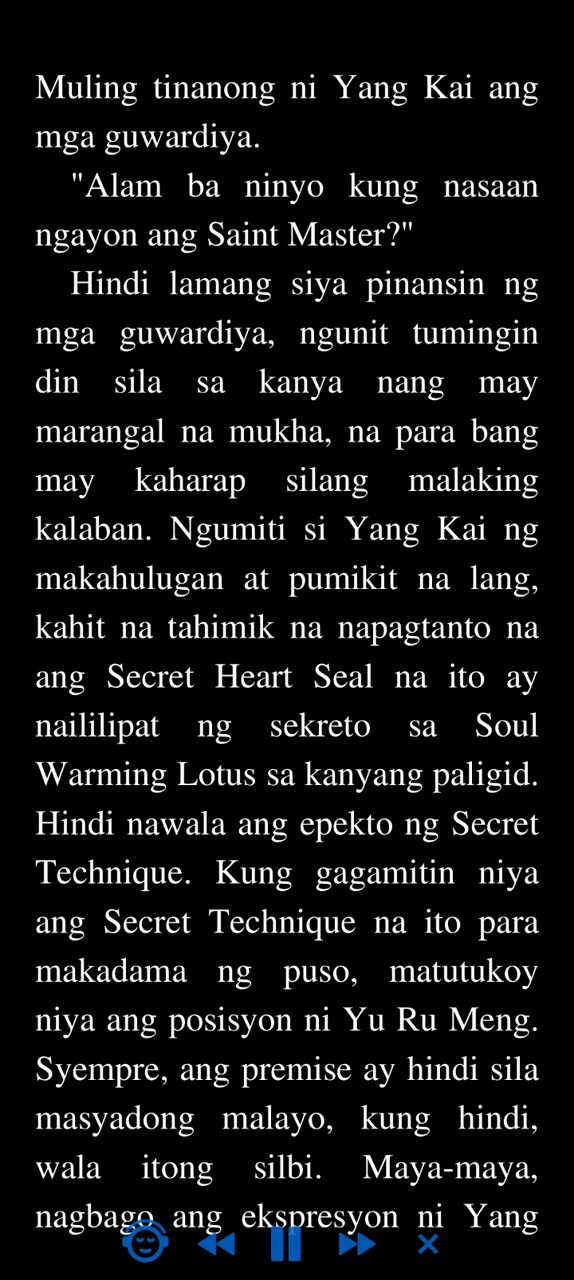 Muling tinanong ni Yang Kai ang
mga guwardiya.
"Alam ba ninyo kung nasaan
ngayon ang Saint Master?"
Hindi lamang siya pinansin ng
mga guwardiya, ngunit tumingin
din sila sa kanya nang may
marangal na mukha, na para bang
may kaharap silang malaking
kalaban. Ngumiti si Yang Kai ng
makahulugan at pumikit na lang,
kahit na tahimik na napagtanto na
ang Secret Heart Seal na ito ay
naililipat ng sekreto sa Soul
Warming Lotus sa kanyang paligid.
Hindi nawala ang epekto ng Secret
Technique. Kung gagamitin niya
ang Secret Technique na ito para
makadama ng puso, matutukoy
niya ang posisyon ni Yu Ru Meng.
Syempre, ang premise ay hindi sila
masyadong malayo, kung hindi,
wala itong silbi. Maya-maya,
nagbago ang ekspresyon ni Yang